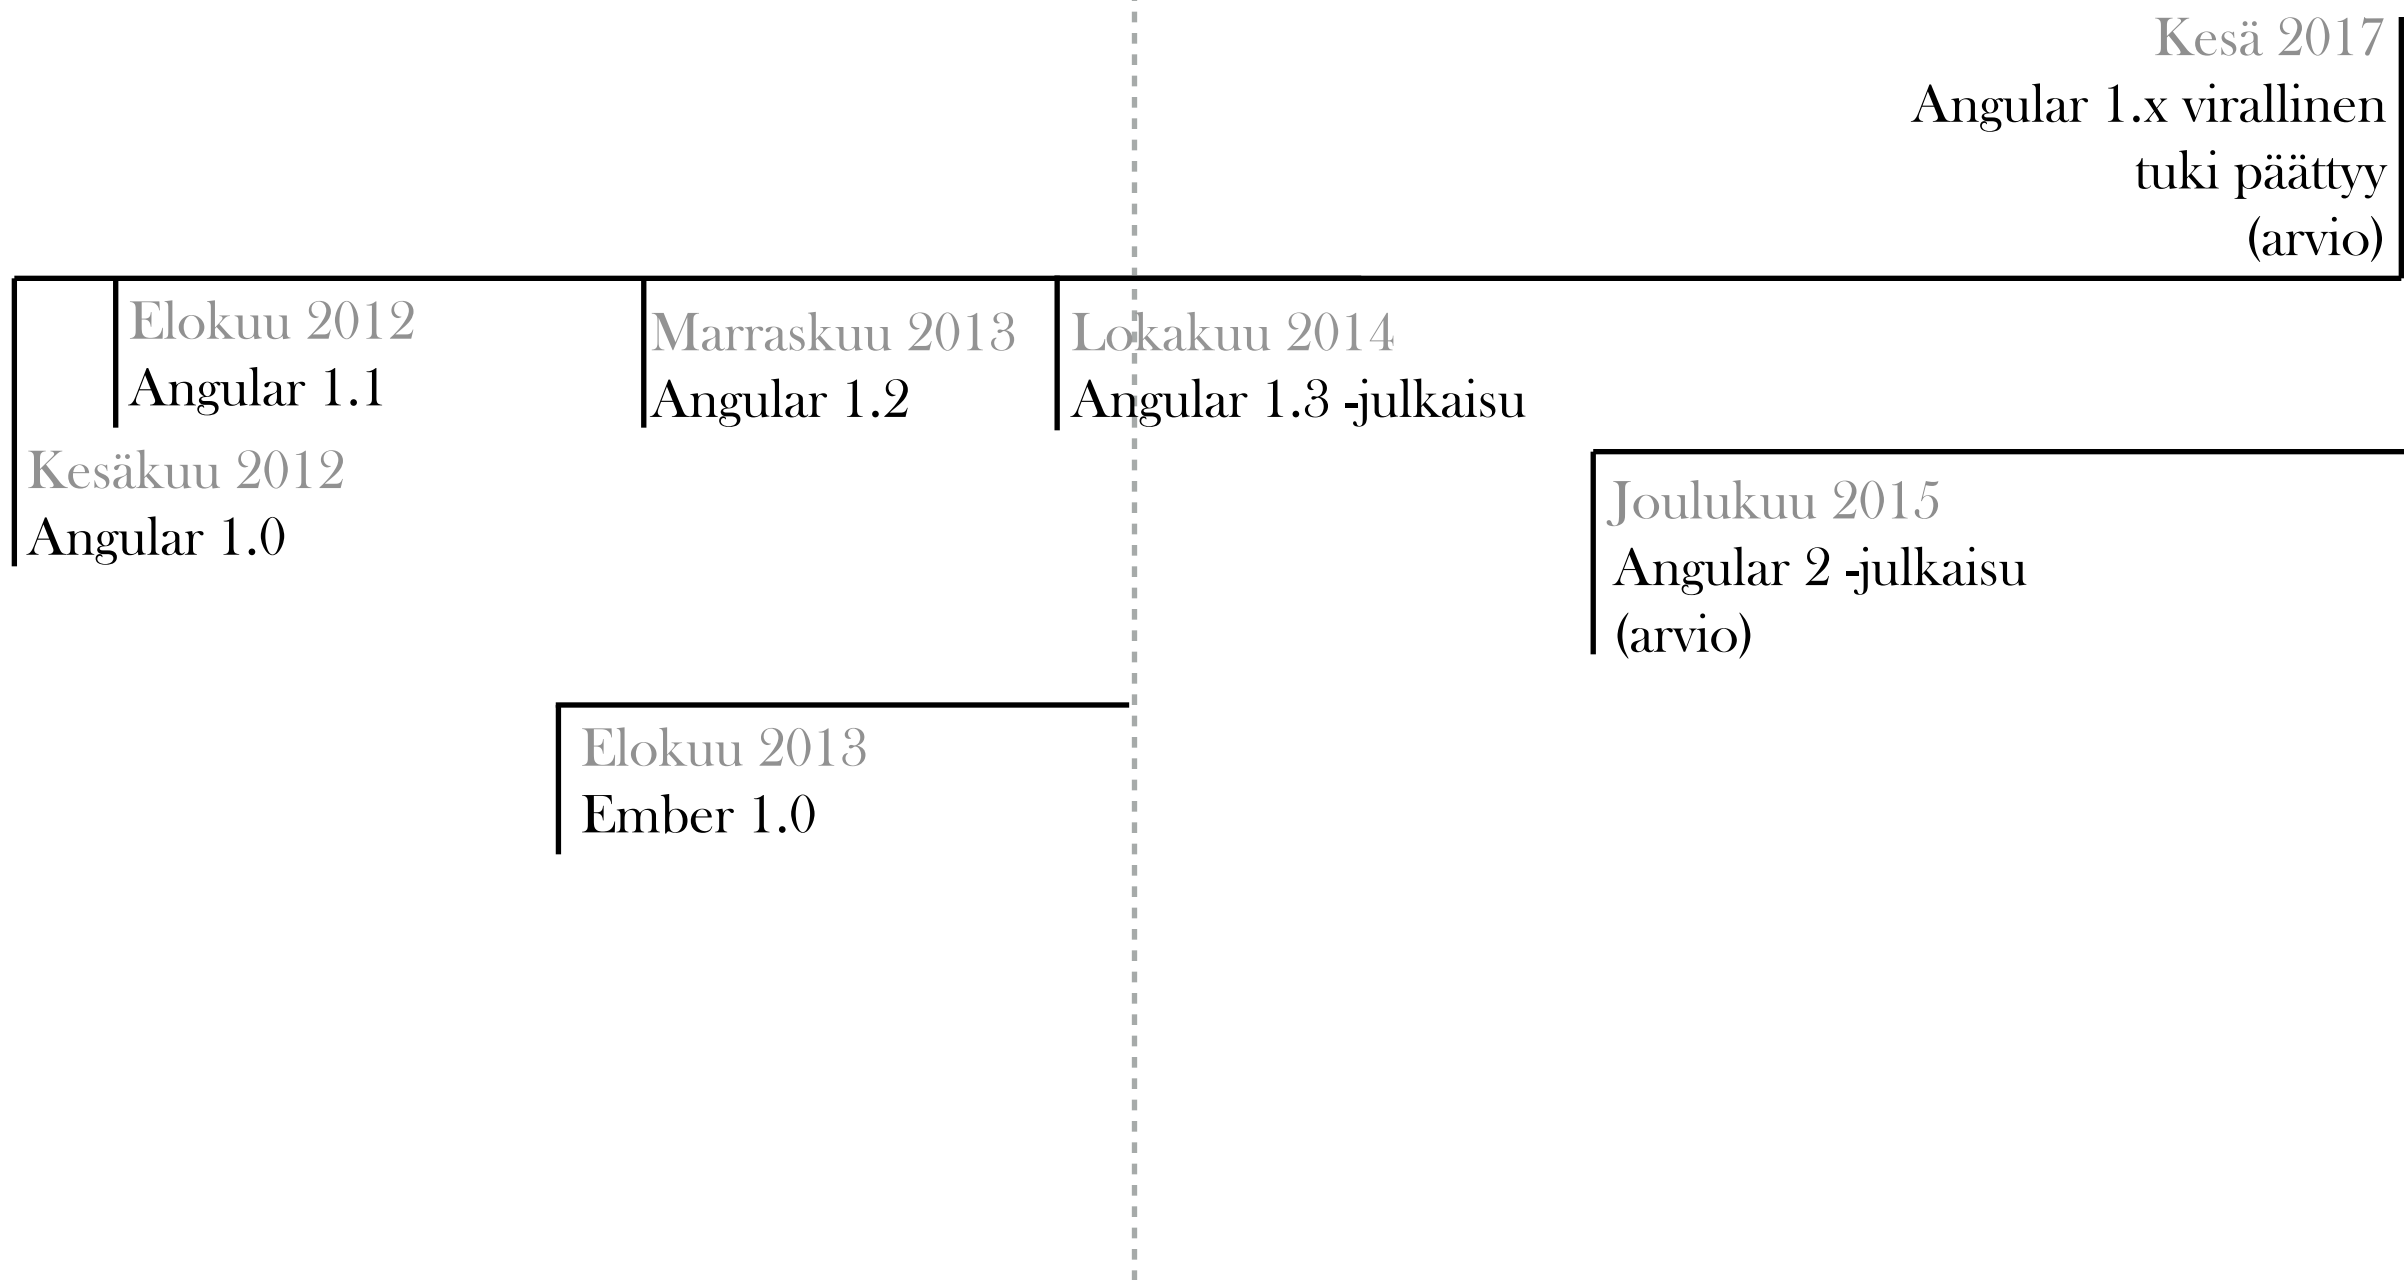 Kesä 2017
Angular 1.x virallinen
tuki päättyy
(arvio)
Elokuu 2012
Angular 1.1
Marraskuu 2013
Angular 1.2
Lokakuu 2014
Angular 1.3 -julkaisu
Kesäkuu 2012
Angular 1.0
Joulukuu 2015
Angular 2 -julkaisu
(arvio)
Elokuu 2013
Ember 1.0